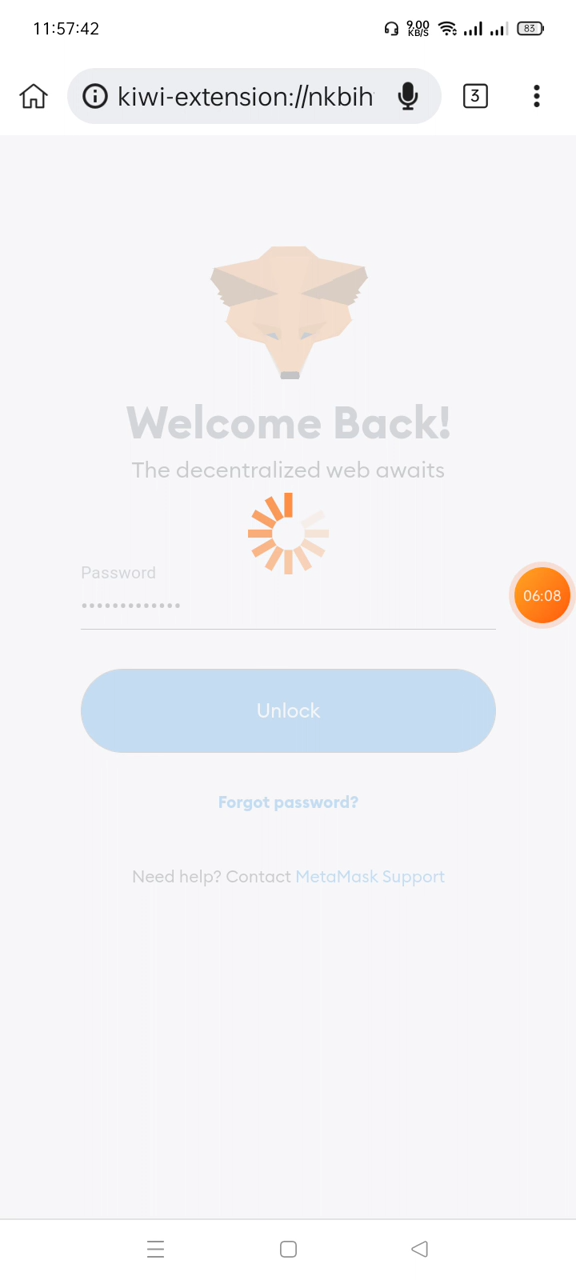 11:57:42
9.00 KB/S
83
kiwi-extension://nkbih
3
Welcome Back!
The decentralized web awaits
Password
•••••••••••••
06:08
Unlock
Forgot password?
Need help? Contact MetaMask Support